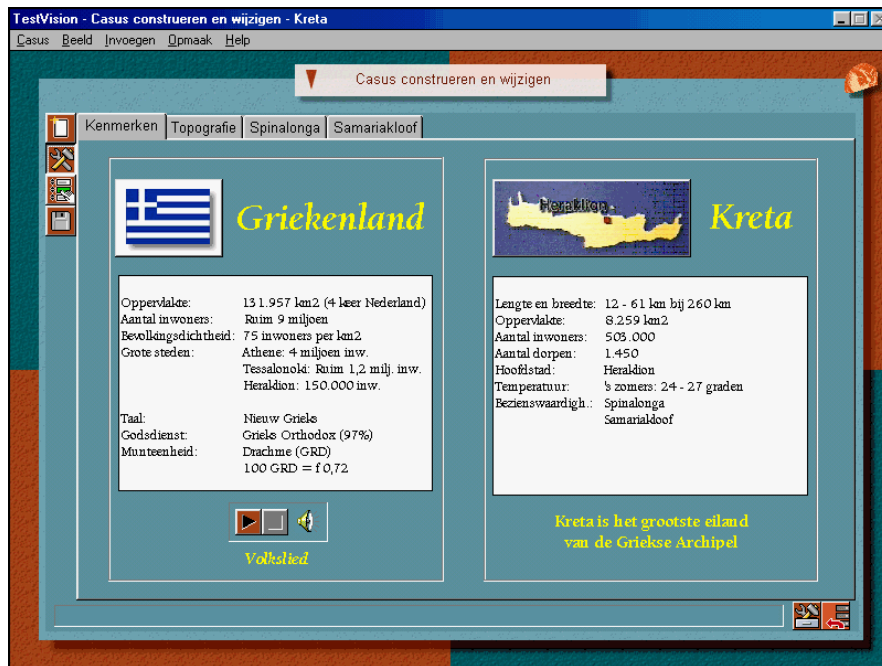 TestVision - Casus construeren en wijzigen - Kreta
Casus Beeld Invoegen Opmaak Help
Casus construeren en wijzigen
Kenmerken Topografie Spinalonga Samariakloof
Griekenland
Oppervlakte: 131.957 km2 (4 keer Nederland)
Aantal inwoners: Ruim 9 miljoen
Bevolkingsdichtheid: 75 inwoners per km2
Grote steden: Athene: 4 miljoen inw.
Tessalonoki: Ruim 1,2 milj. inw.
Heraklion: 150.000 inw.
Taal: Nieuw Grieks
Godsdienst: Grieks Orthodox (97%)
Munteenheid: Drachme (GRD)
100 GRD = f 0,72
Volkslied
Heraklion
Kreta
Lengte en breedte: 12 - 61 km bij 260 km
Oppervlakte: 8.259 km2
Aantal inwoners: 503.000
Aantal dorpen: 1.450
Hoofdstad: Heraklion
Temperatuur: 's zomers: 24 - 27 graden
Bezienswaardigh.: Spinalonga
Samariakloof
Kreta is het grootste eiland
van de Griekse Archipel